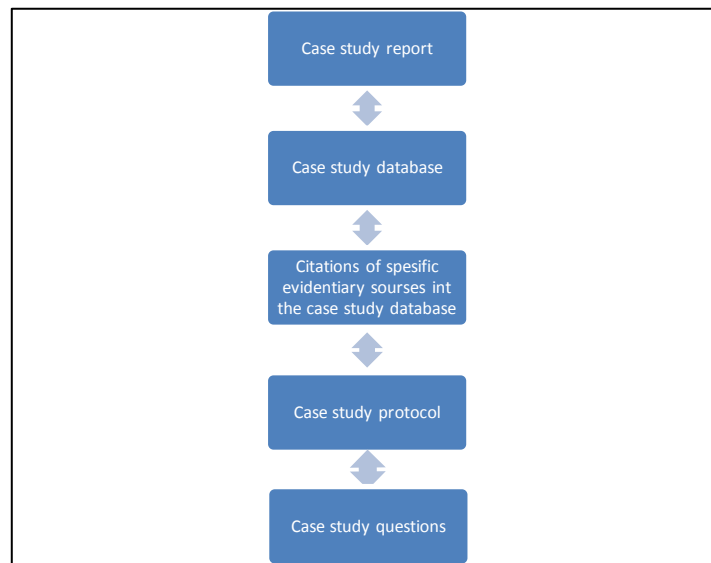 Case study report
Case study database
Citations of spesific
evidentiary sourses int
the case study database
Case study protocol
Case study questions